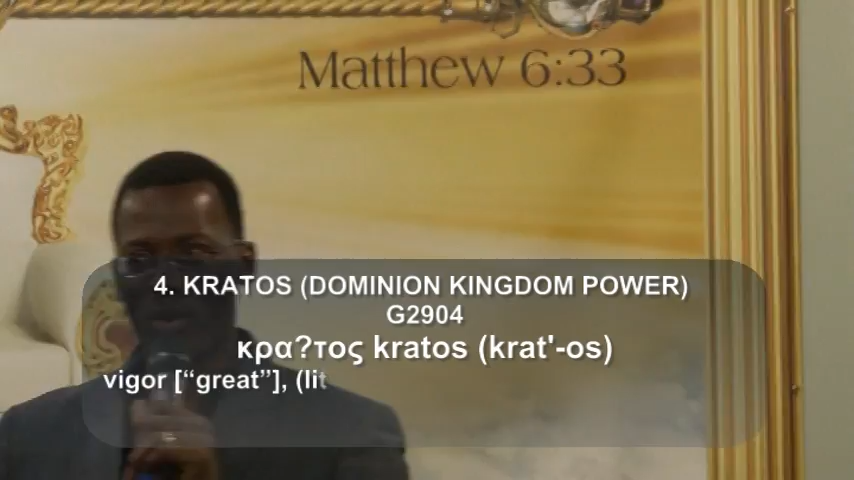 Matthew 6:33
4. KRATOS (DOMINION KINGDOM POWER)
G2904
κρα?τος kratos (krat'-os)
vigor [“great”], (lit